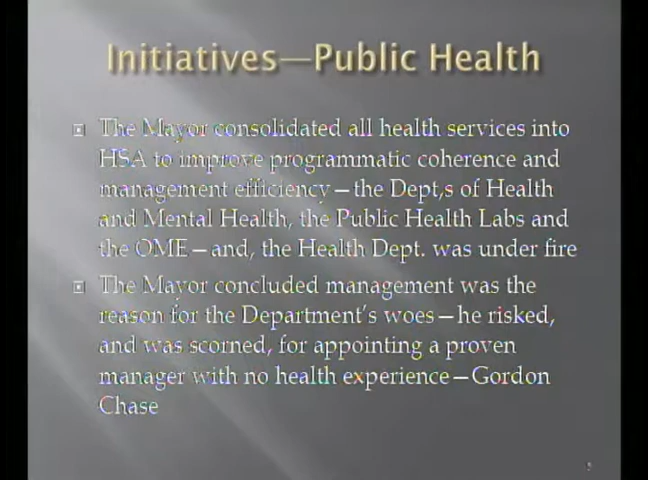 Initiatives—Public Health
The Mayor consolidated all health services into
HSA to improve programmatic coherence and
management efficiency—the Dept,s of Health
and Mental Health, the Public Health Labs and
the OME—and, the Health Dept. was under fire
The Mayor concluded management was the
reason for the Department's woes—he risked,
and was scorned, for appointing a proven
manager with no health experience—Gordon
Chase